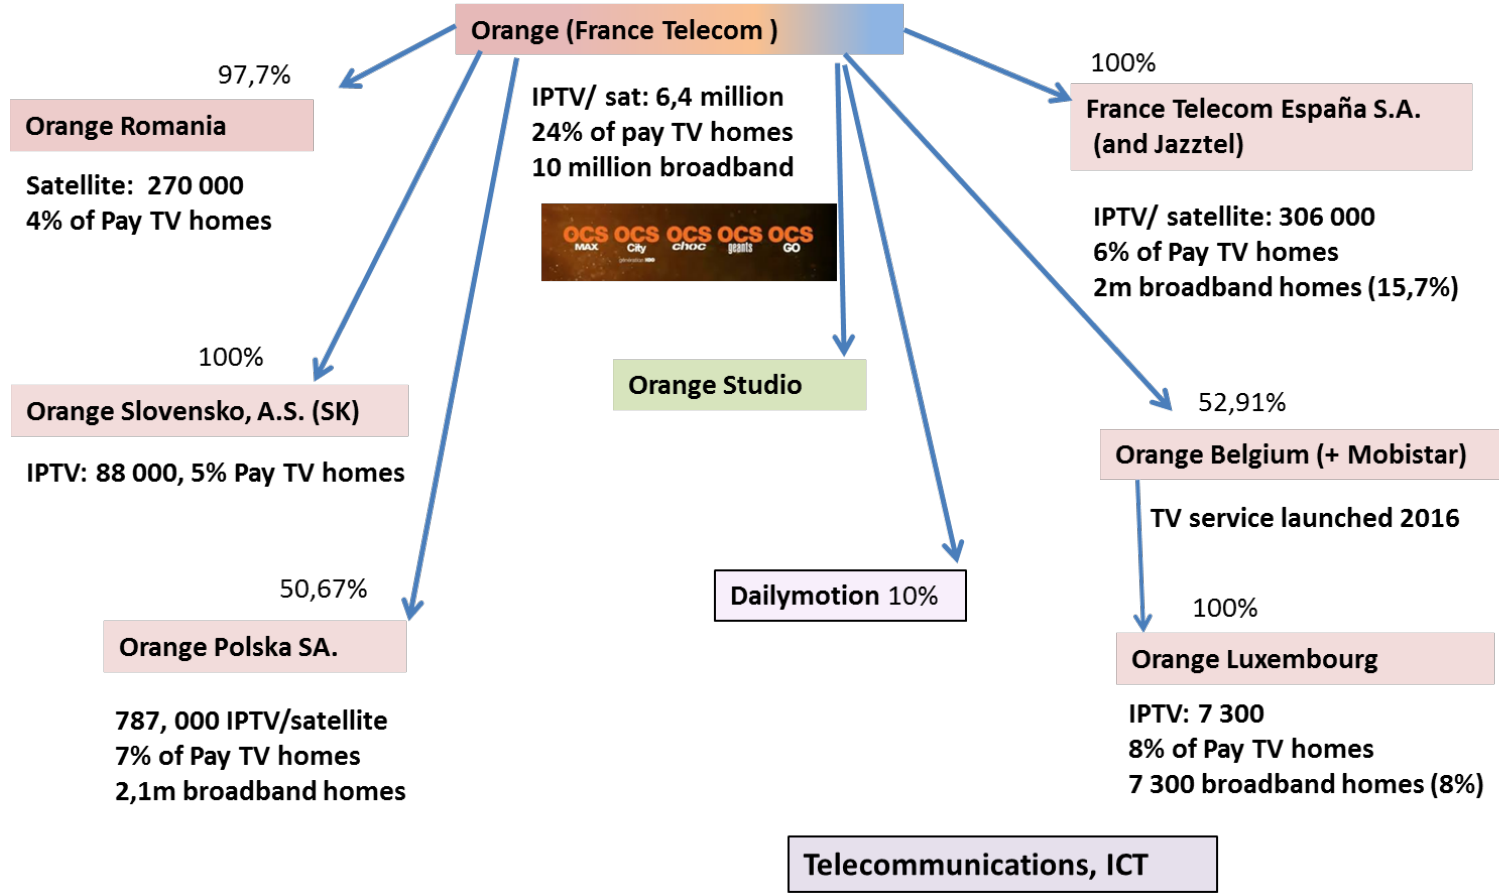 Orange (France Telecom )
97,7%
Orange Romania
Satellite:  270 000
4% of Pay TV homes
IPTV/ sat: 6,4 million
24% of pay TV homes
10 million broadband
OCS OCS OCS OCS OCS
MAX City choc geants GO
100%
France Telecom España S.A.
(and Jazztel)
IPTV/ satellite: 306 000
6% of Pay TV homes
2m broadband homes (15,7%)
100%
Orange Slovensko, A.S. (SK)
IPTV: 88 000, 5% Pay TV homes
Orange Studio
52,91%
Orange Belgium (+ Mobistar)
TV service launched 2016
50,67%
Orange Polska SA.
787, 000 IPTV/satellite
7% of Pay TV homes
2,1m broadband homes
Dailymotion 10%
100%
Orange Luxembourg
IPTV: 7 300
8% of Pay TV homes
7 300 broadband homes (8%)
Telecommunications, ICT